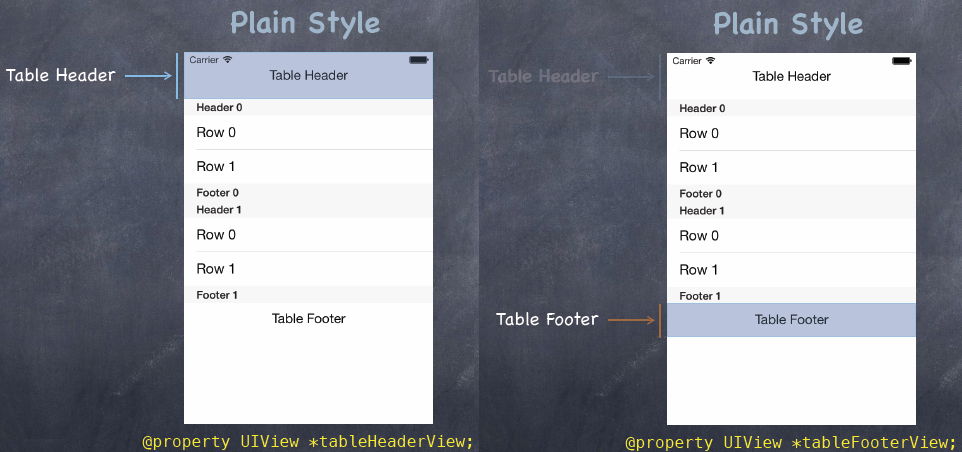 Plain Style
Table Header
Carrier
Table Header
Header 0
Row 0
Row 1
Footer 0
Header 1
Row 0
Row 1
Footer 1
Table Footer
@property UIView *tableHeaderView;
Plain Style
Table Header
Carrier
Table Header
Header 0
Row 0
Row 1
Footer 0
Header 1
Row 0
Row 1
Footer 1
Table Footer
Table Footer
@property UIView *tableFooterView;